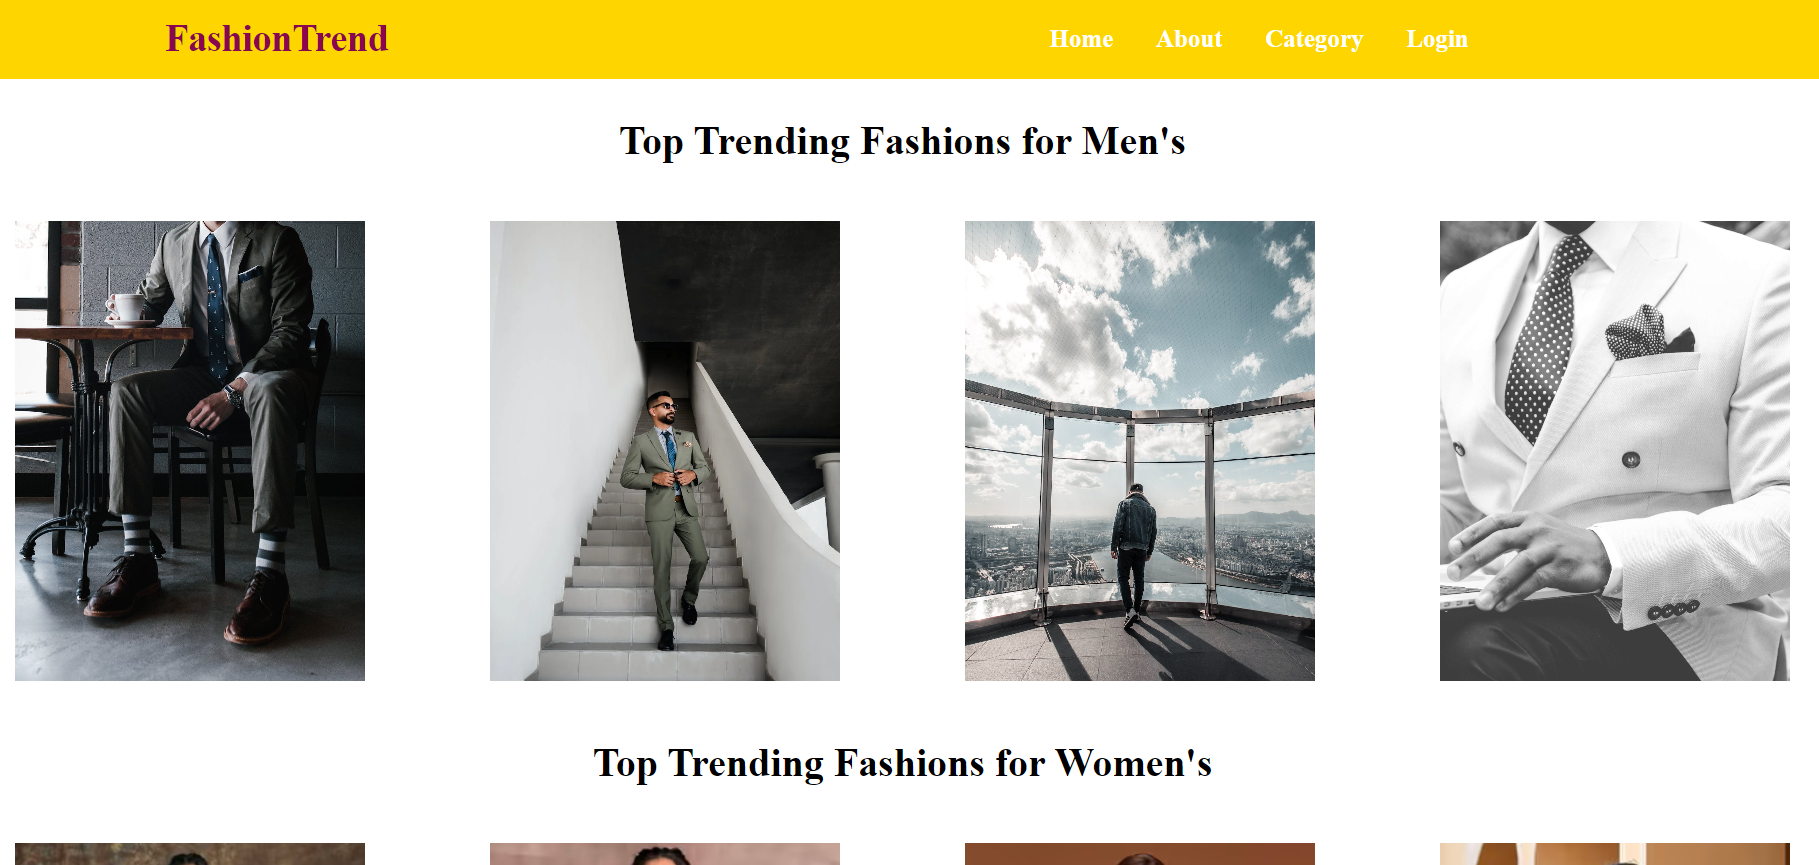 FashionTrend
Home About Category Login
Top Trending Fashions for Men's
Top Trending Fashions for Women's